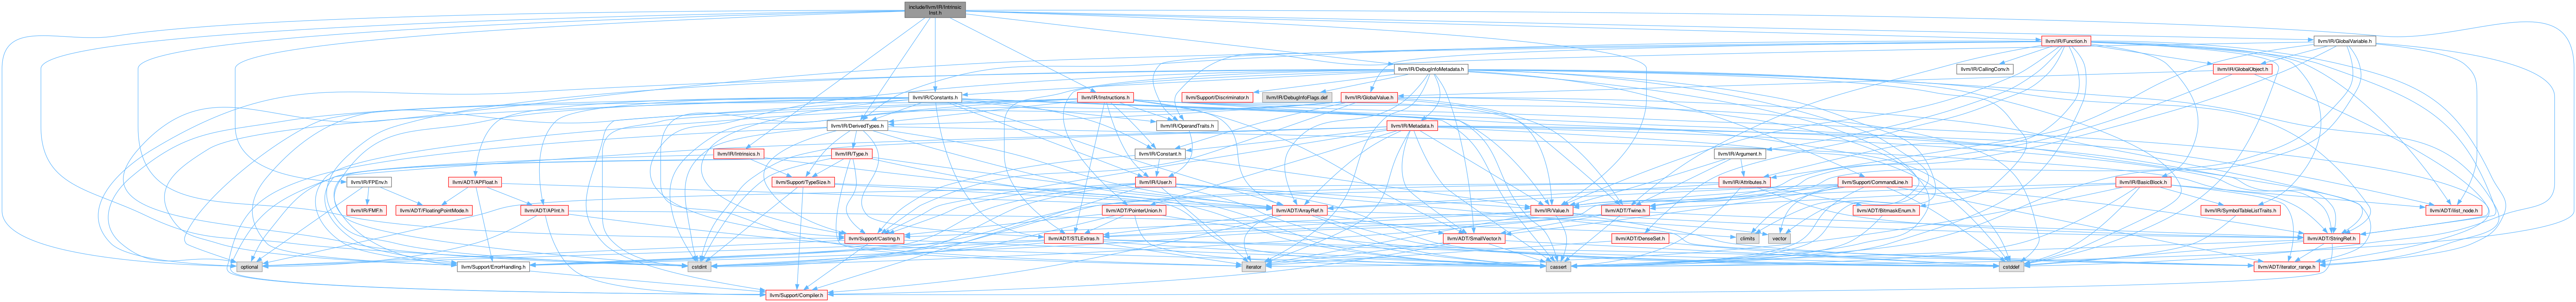 include/llvm/IR/Intrinsic
Inst.h
llvm/IR/Function.h
llvm/IR/GlobalVariable.h
llvm/IR/DebugInfoMetadata.h
llvm/IR/CallingConv.h
llvm/IR/GlobalObject.h
llvm/IR/Constants.h
llvm/IR/Instructions.h
llvm/Support/Discriminator.h
llvm/IR/DebugInfoFlags.def
llvm/IR/GlobalValue.h
llvm/IR/DerivedTypes.h
llvm/IR/OperandTraits.h
llvm/IR/Metadata.h
llvm/IR/Intrinsics.h
llvm/IR/Type.h
llvm/IR/Constant.h
llvm/IR/Argument.h
llvm/IR/FPEnv.h
llvm/ADT/APFloat.h
llvm/Support/TypeSize.h
llvm/IR/User.h
llvm/IR/Attributes.h
llvm/Support/CommandLine.h
llvm/IR/BasicBlock.h
llvm/IR/FMF.h
llvm/ADT/FloatingPointMode.h
llvm/ADT/APInt.h
llvm/ADT/PointerUnion.h
llvm/ADT/ArrayRef.h
llvm/IR/Value.h
llvm/ADT/Twine.h
llvm/ADT/BitmaskEnum.h
llvm/IR/SymbolTableListTraits.h
llvm/ADT/ilist_node.h
llvm/Support/Casting.h
llvm/ADT/STLExtras.h
llvm/ADT/SmallVector.h
llvm/ADT/DenseSet.h
climits
vector
llvm/ADT/StringRef.h
optional
llvm/Support/ErrorHandling.h
cstdint
iterator
cassert
cstddef
llvm/ADT/iterator_range.h
llvm/Support/Compiler.h